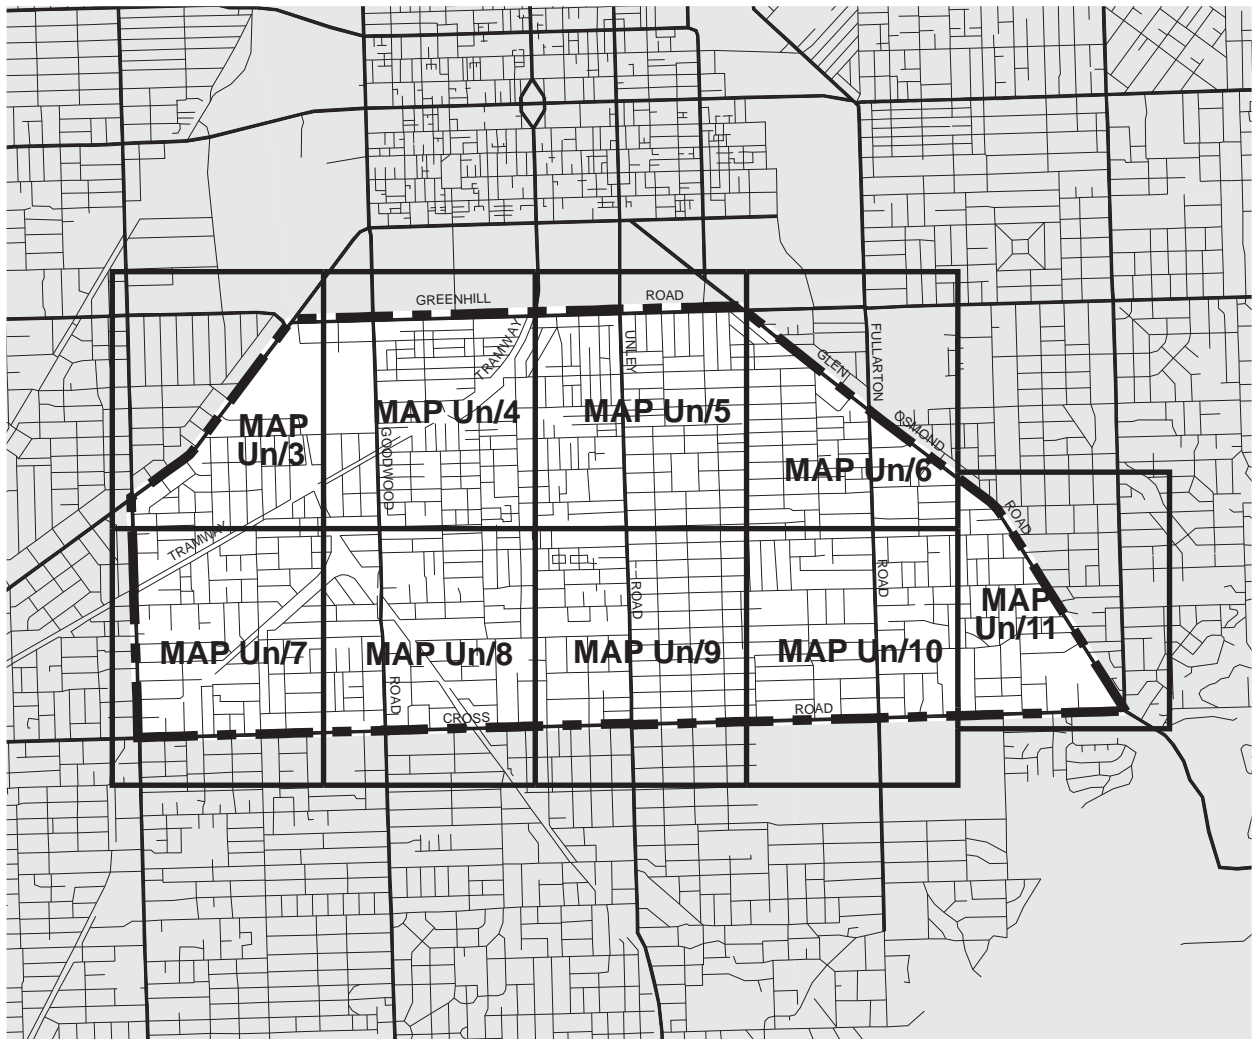 GREENHILL
ROAD
TRAMWAY
UNLEY
GLEN
FULLARTON
MAP
Un/3
MAP Un/4
MAP Un/5
OSMOND
GOODWOOD
MAP Un/6
ROAD
TRAMWAY
ROAD
ROAD
MAP
Un/11
MAP Un/7
MAP Un/8
MAP Un/9
MAP Un/10
ROAD
CROSS
ROAD